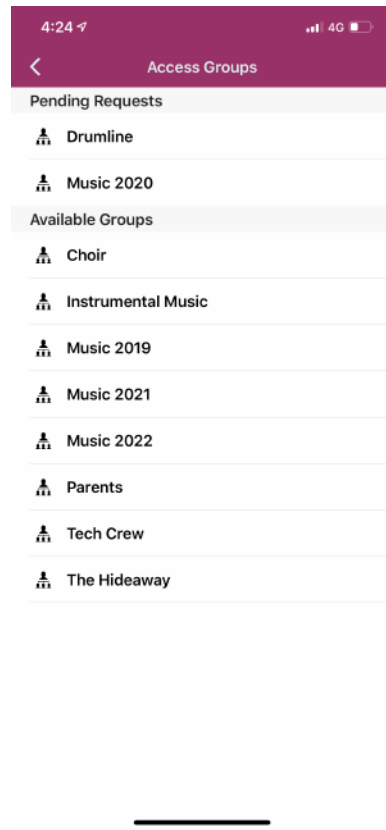 4:24
4G
Access Groups
Pending Requests
Drumline
Music 2020
Available Groups
Choir
Instrumental Music
Music 2019
Music 2021
Music 2022
Parents
Tech Crew
The Hideaway